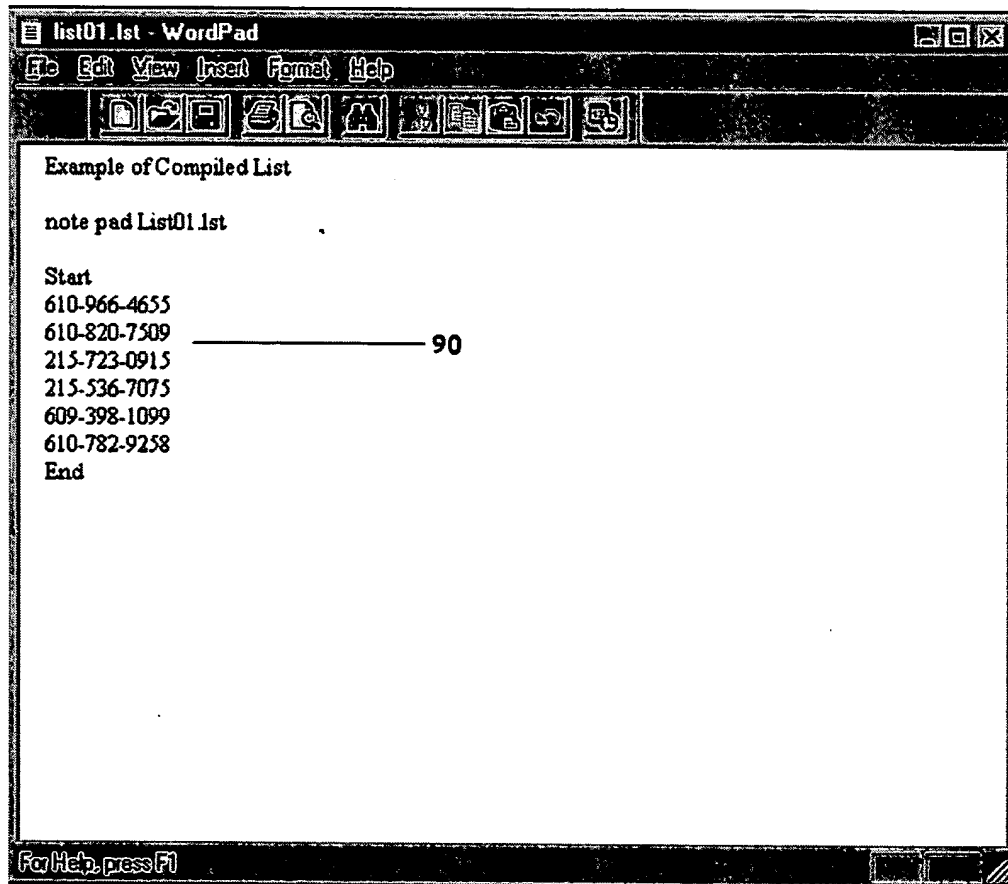 list01.lst - WordPad
File Edit View Insert Format Help
Example of Compiled List
note pad List01.lst
Start
610-966-4655
610-820-7509
90
215-723-0915
215-536-7075
609-398-1099
610-782-9258
End
For Help, press F1